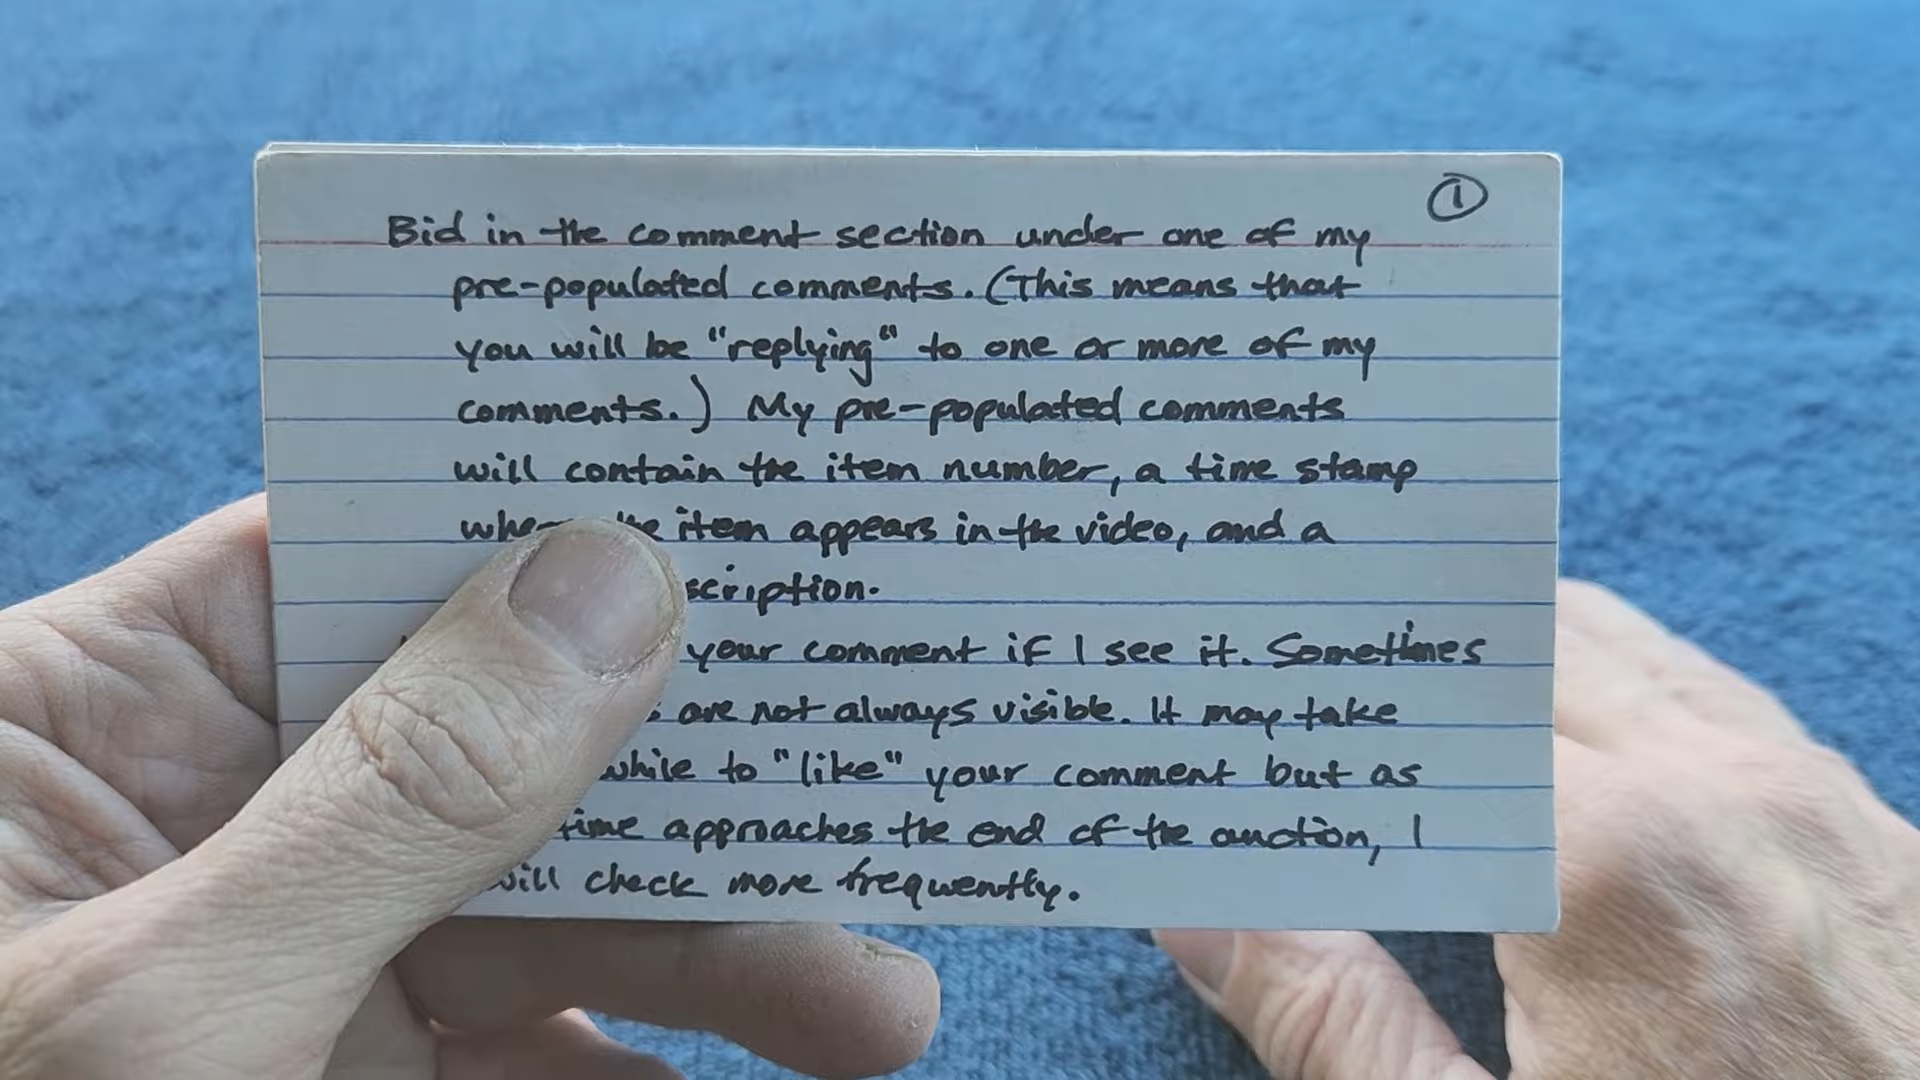 ①
Bid in the comment section under one of my
pre-populated comments. (This means that
you will be "replying" to one or more of my
comments.) My pre-populated comments
will contain the item number, a time stamp
item appears in the video, and a
your comment if I see it. Sometimes
are not always visible. It may take
while to "like" your comment but as
time approaches the end of the auction, I
will check more frequently.